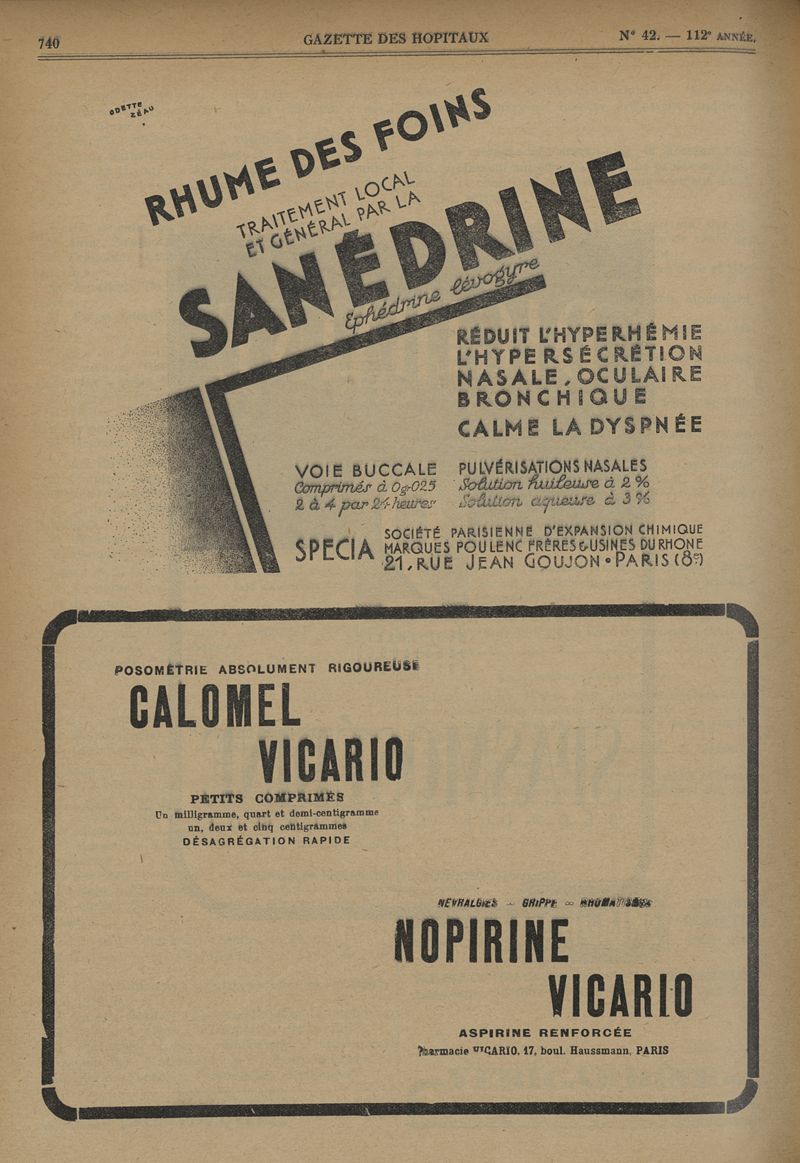 740
GAZETTE DES HOPITAUX
N° 42. — 112e ANNÉE.
ODETTE
ZÉAU
RHUME DES FOINS
TRAITEMENT LOCAL
ET GÉNÉRAL PAR LA
SANÉDRINE
Ephédrine lévogyre
RÉDUIT L'HYPERHÉMIE
L'HYPERSÉCRÉTION
NASALE, OCULAIRE
BRONCHIQUE
CALME LA DYSPNÉE
VOIE BUCCALE
Comprimés à 0g.025
2 à 4 par 24 heures
PULVÉRISATIONS NASALES
Solution huileuse à 2 %
Solution aqueuse à 3 %
SPECIA
SOCIÉTÉ PARISIENNE D'EXPANSION CHIMIQUE
MARQUES POULENC FRÈRES & USINES DU RHONE
21, RUE JEAN GOUJON • PARIS (8e)
POSOMÉTRIE ABSOLUMENT RIGOUREUSE
CALOMEL
VICARIO
PETITS COMPRIMÉS
Un milligramme, quart et demi-centigramme
un, deux et cinq centigrammes
DÉSAGRÉGATION RAPIDE
NÉVRALGIES — GRIPPE — RHUMATISMES
NOPIRINE
VICARIO
ASPIRINE RENFORCÉE
Pharmacie VICARIO, 17, boul. Haussmann, PARIS